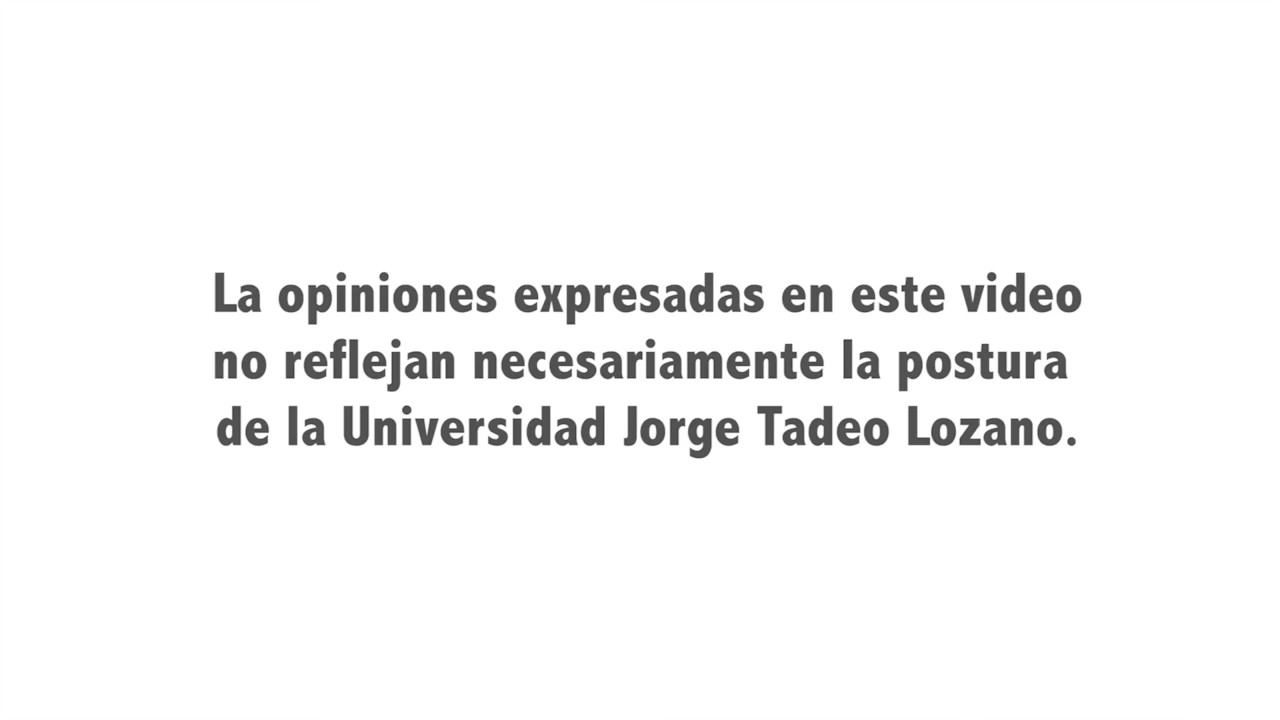 La opiniones expresadas en este video
no reflejan necesariamente la postura
de la Universidad Jorge Tadeo Lozano.